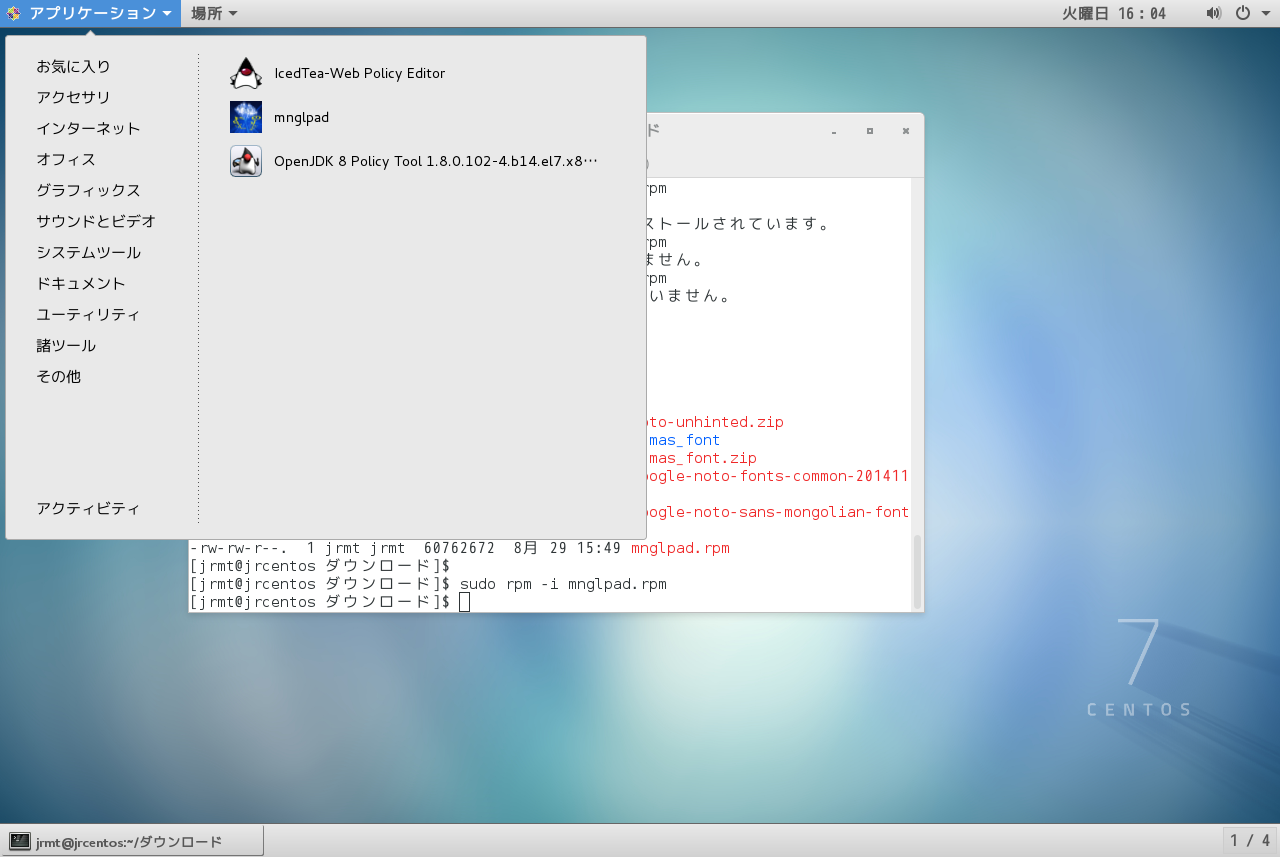 アプリケーション 場所 火曜日 16:04
お気に入り
アクセサリ
インターネット
オフィス
グラフィックス
サウンドとビデオ
システムツール
ドキュメント
ユーティリティ
諸ツール
その他
アクティビティ
IcedTea-Web Policy Editor
mnglpad
OpenJDK 8 Policy Tool 1.8.0.102-4.b14.el7.x8…
ド
rpm
ストールされています。
rpm
ません。
rpm
いません。
oto-unhinted.zip
mas_font
mas_font.zip
oogle-noto-fonts-common-201411
oogle-noto-sans-mongolian-font
-rw-rw-r--. 1 jrmt jrmt 60762672 8月 29 15:49 mnglpad.rpm
[jrmt@jrcentos ダウンロード]$
[jrmt@jrcentos ダウンロード]$ sudo rpm -i mnglpad.rpm
[jrmt@jrcentos ダウンロード]$
7
CENTOS
jrmt@jrcentos:~/ダウンロード
1 / 4